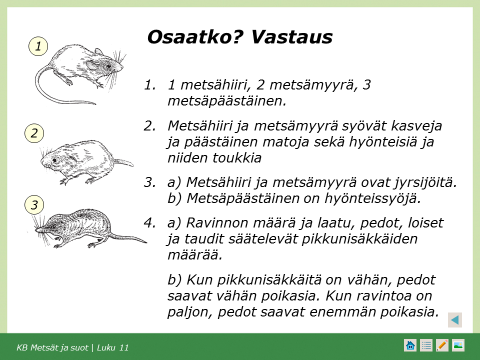 Osaatko? Vastaus
1
2
3
1. 1 metsähiiri, 2 metsämyyrä, 3
metsäpäästäinen.
2. Metsähiiri ja metsämyyrä syövät kasveja
ja päästäinen matoja sekä hyönteisiä ja
niiden toukkia
3. a) Metsähiiri ja metsämyyrä ovat jyrsijöitä.
b) Metsäpäästäinen on hyönteissyöjä.
4. a) Ravinnon määrä ja laatu, pedot, loiset
ja taudit säätelevät pikkunisäkkäiden
määrää.
b) Kun pikkunisäkkäitä on vähän, pedot
saavat vähän poikasia. Kun ravintoa on
paljon, pedot saavat enemmän poikasia.
KB Metsät ja suot | Luku 11